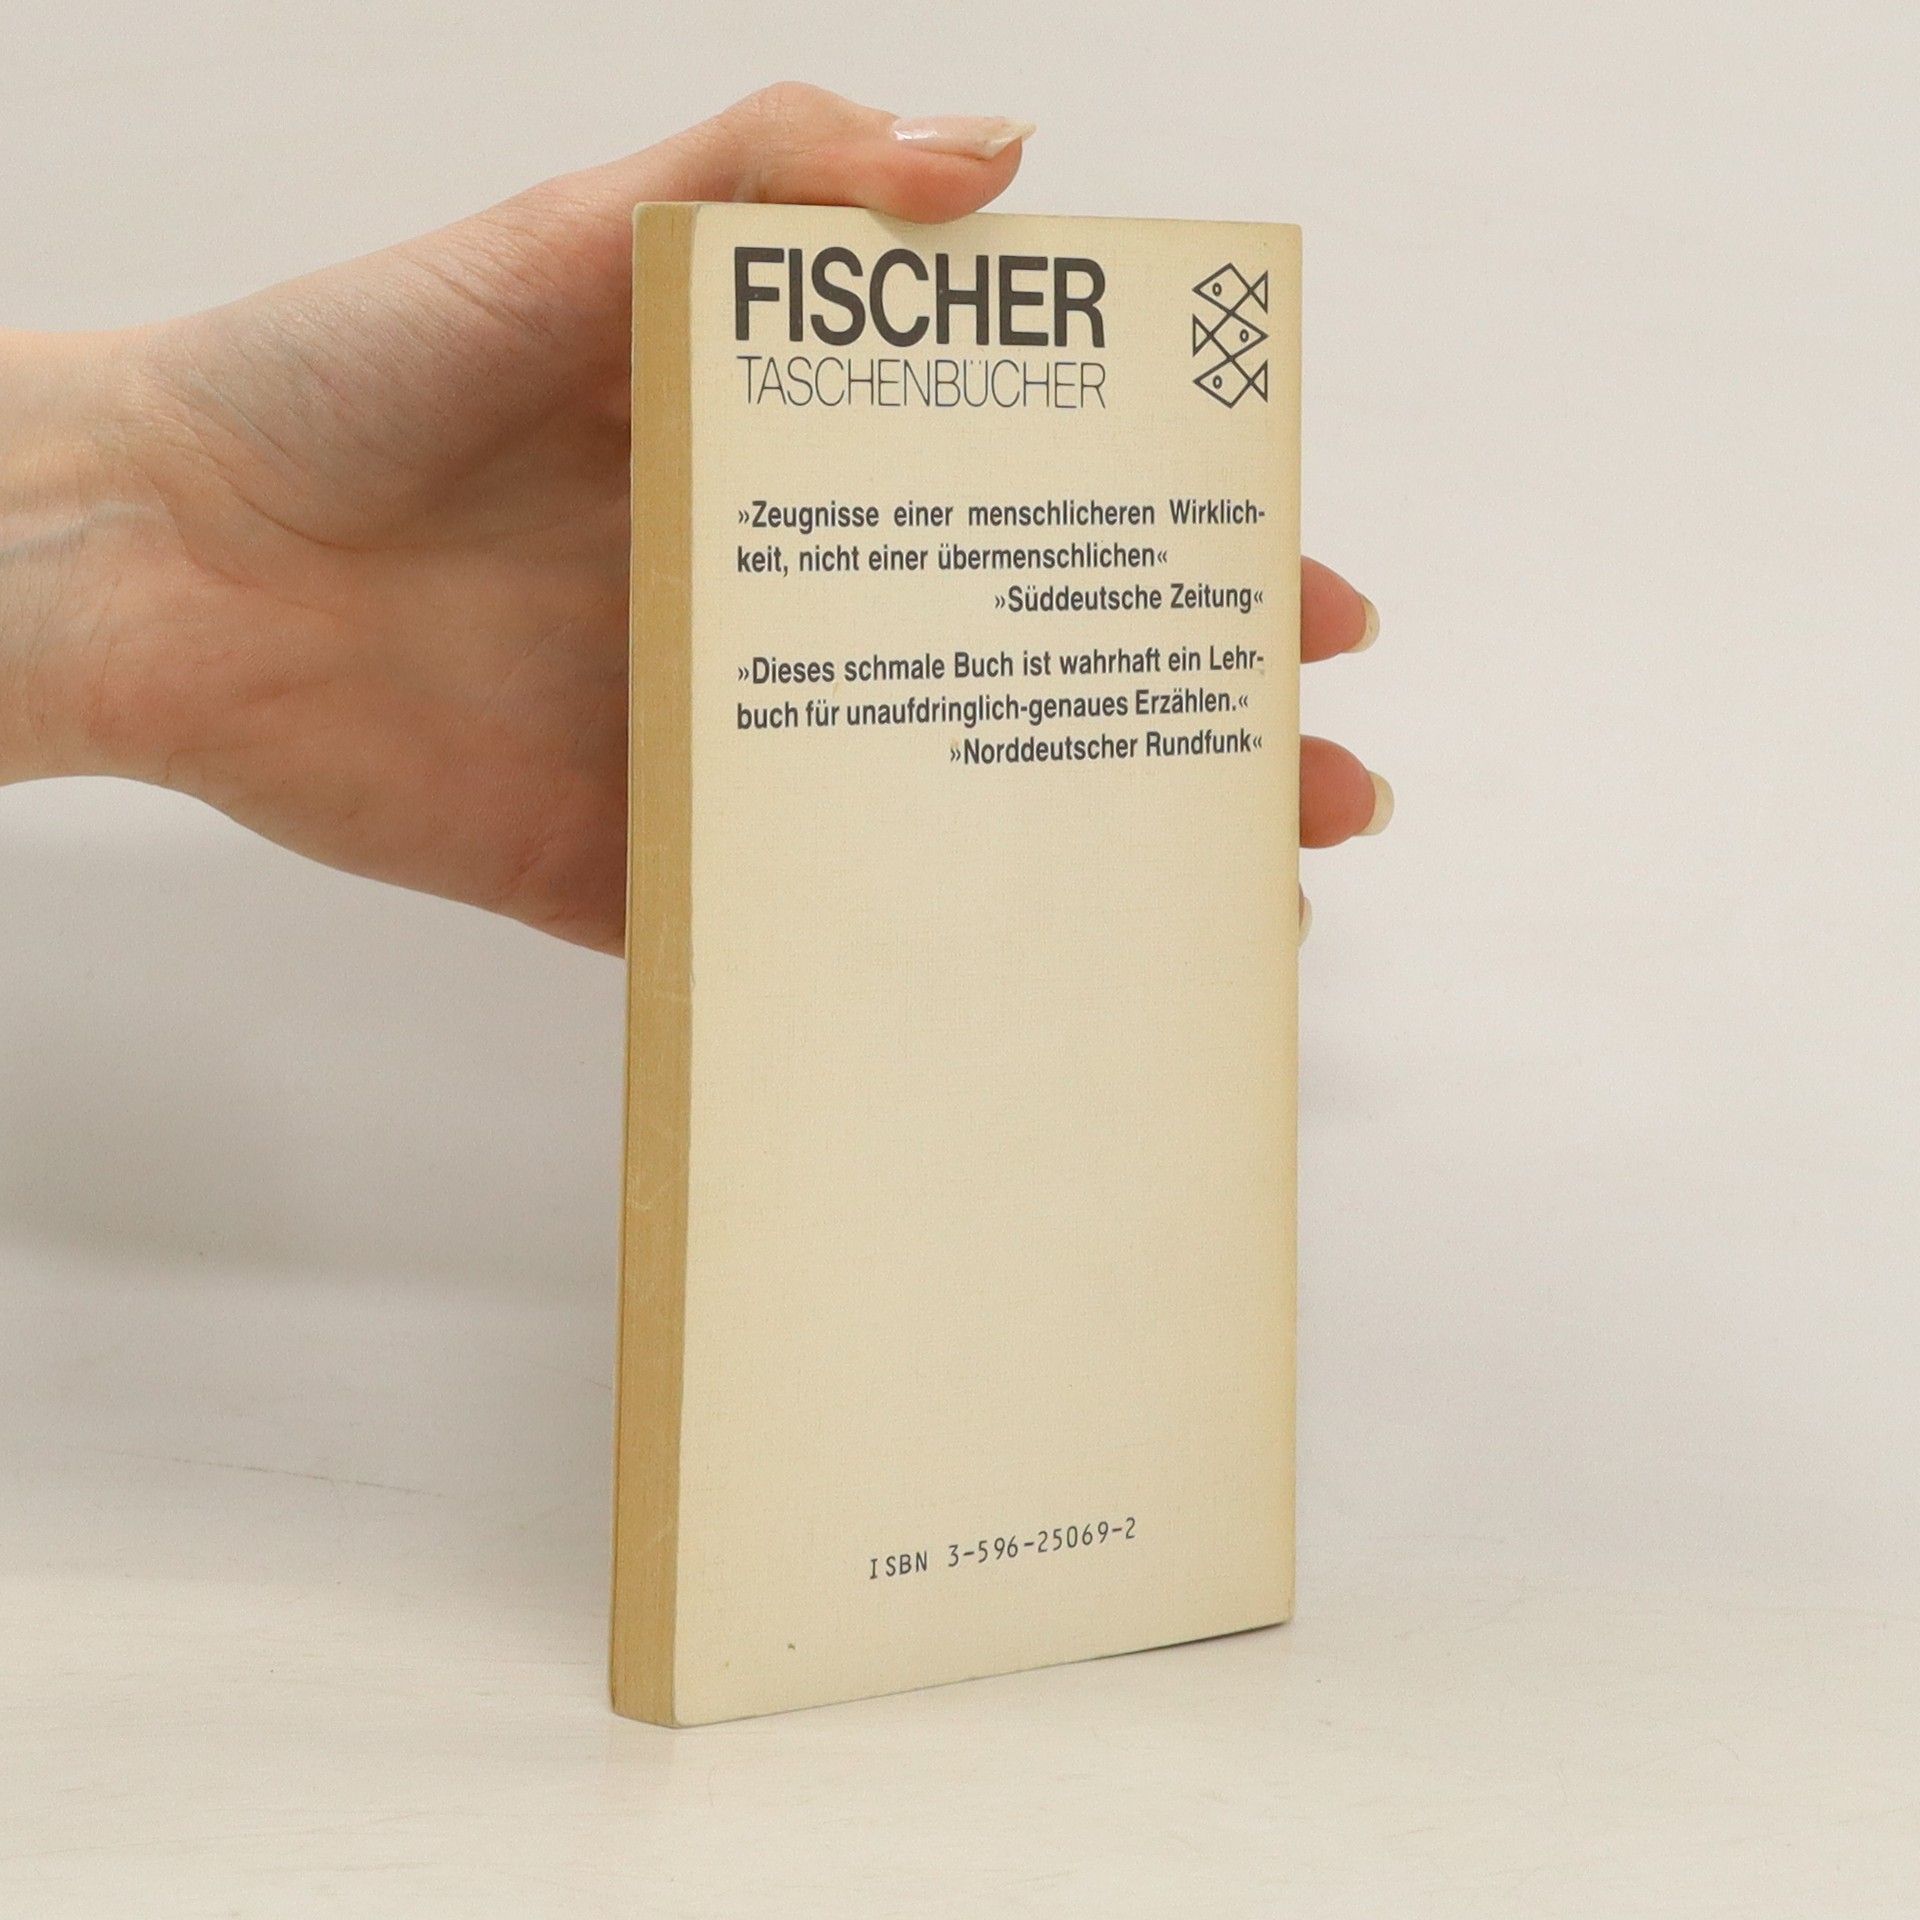 FISCHER
TASCHENBÜCHER
»Zeugnisse einer menschlicheren Wirklich-
keit, nicht einer übermenschlichen«
»Süddeutsche Zeitung«
»Dieses schmale Buch ist wahrhaft ein Lehr-
buch für unaufdringlich-genaues Erzählen.«
»Norddeutscher Rundfunk«
ISBN 3-596-25069-2